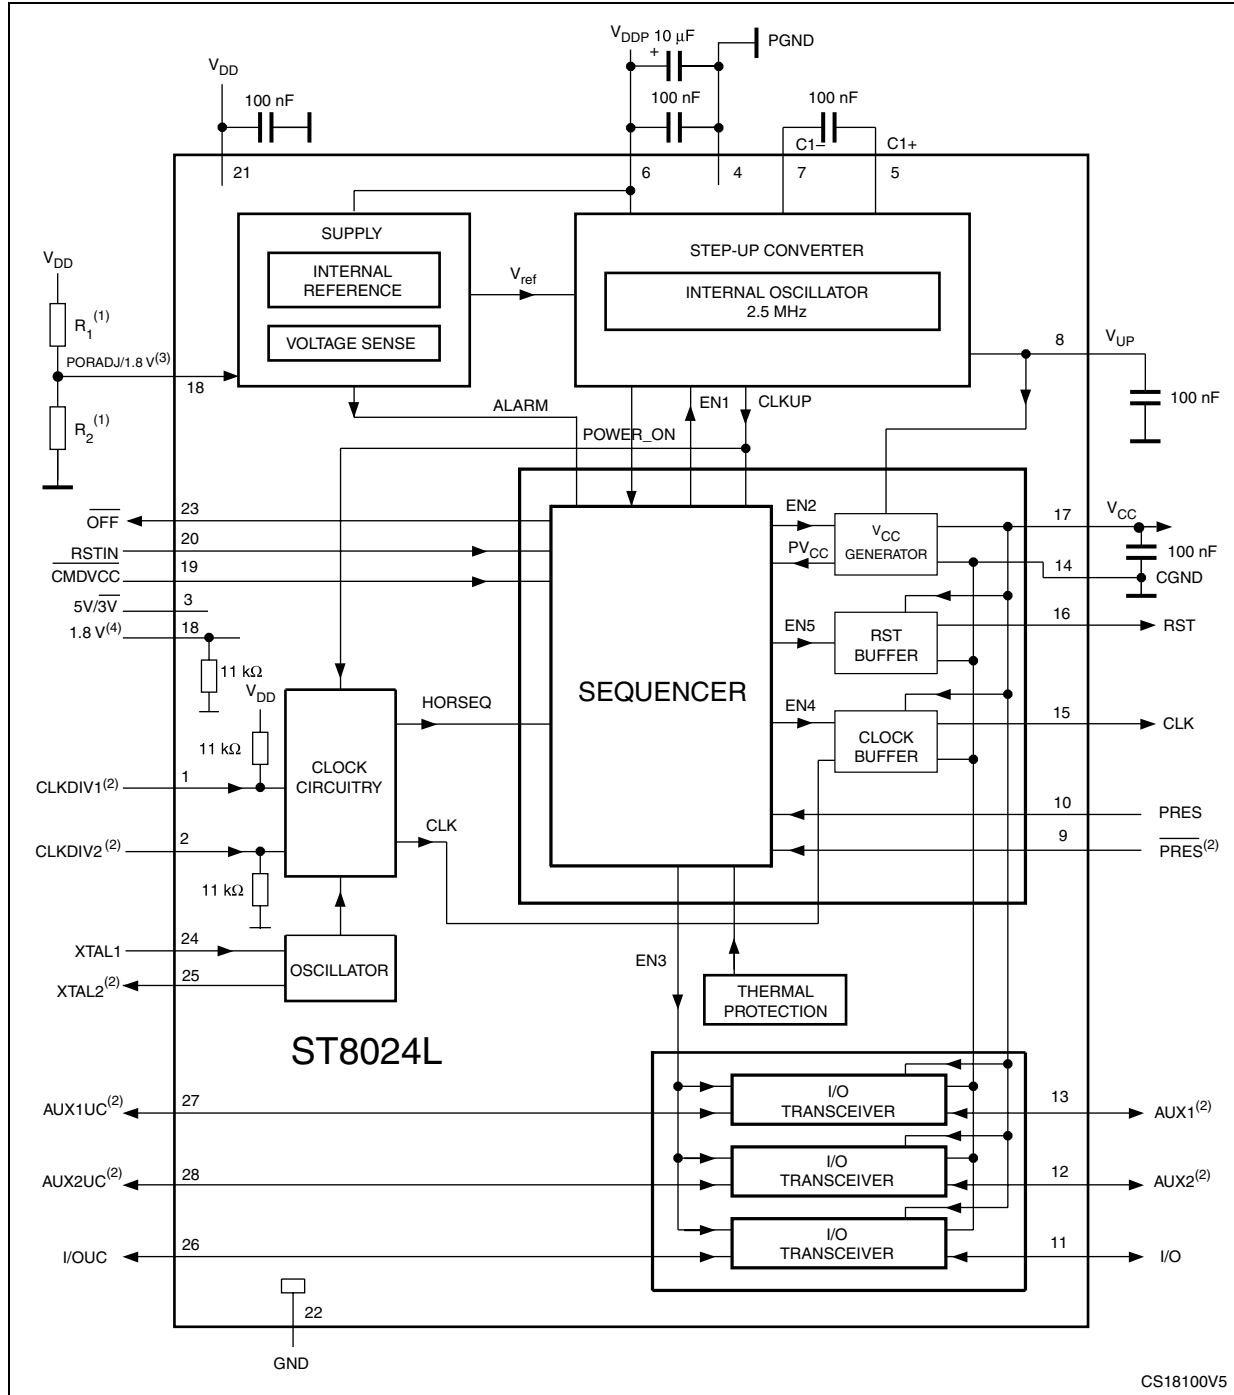 VDDP 10 µF
+
PGND
VDD
100 nF
100 nF
100 nF
C1–
C1+
21
6
4
7
5
SUPPLY
INTERNAL
REFERENCE
VOLTAGE SENSE
Vref
STEP-UP CONVERTER
INTERNAL OSCILLATOR
2.5 MHz
VDD
R1(1)
PORADJ/1.8 V(3)
18
R2(1)
8
VUP
100 nF
ALARM
EN1
CLKUP
POWER_ON
OFF
23
RSTIN
20
CMDVCC
19
5V/3V
3
1.8 V(4)
18
11 kΩ
VDD
11 kΩ
EN2
PVCC
VCC
GENERATOR
17
VCC
100 nF
14
CGND
EN5
RST
BUFFER
16
RST
SEQUENCER
HORSEQ
EN4
CLOCK
BUFFER
15
CLK
CLOCK
CIRCUITRY
CLKDIV1(2)
1
CLKDIV2(2)
2
11 kΩ
CLK
10
PRES
9
PRES(2)
XTAL1
24
XTAL2(2)
25
OSCILLATOR
EN3
THERMAL
PROTECTION
ST8024L
AUX1UC(2)
27
I/O
TRANSCEIVER
13
AUX1(2)
AUX2UC(2)
28
I/O
TRANSCEIVER
12
AUX2(2)
I/OUC
26
I/O
TRANSCEIVER
11
I/O
22
GND
CS18100V5